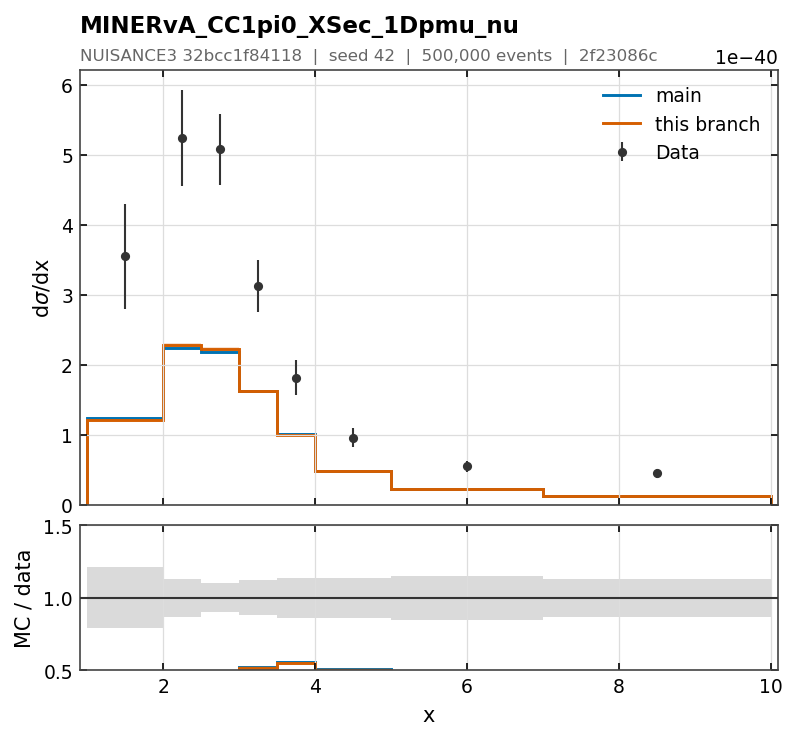 MINERvA_CC1pi0_XSec_1Dpmu_nu
NUISANCE3 32bcc1f84118 | seed 42 | 500,000 events | 2f23086c
1e−40
main
this branch
Data
dσ/dx
6
5
4
3
2
1
0
MC / data
1.5
1.0
0.5
2
4
6
8
10
x